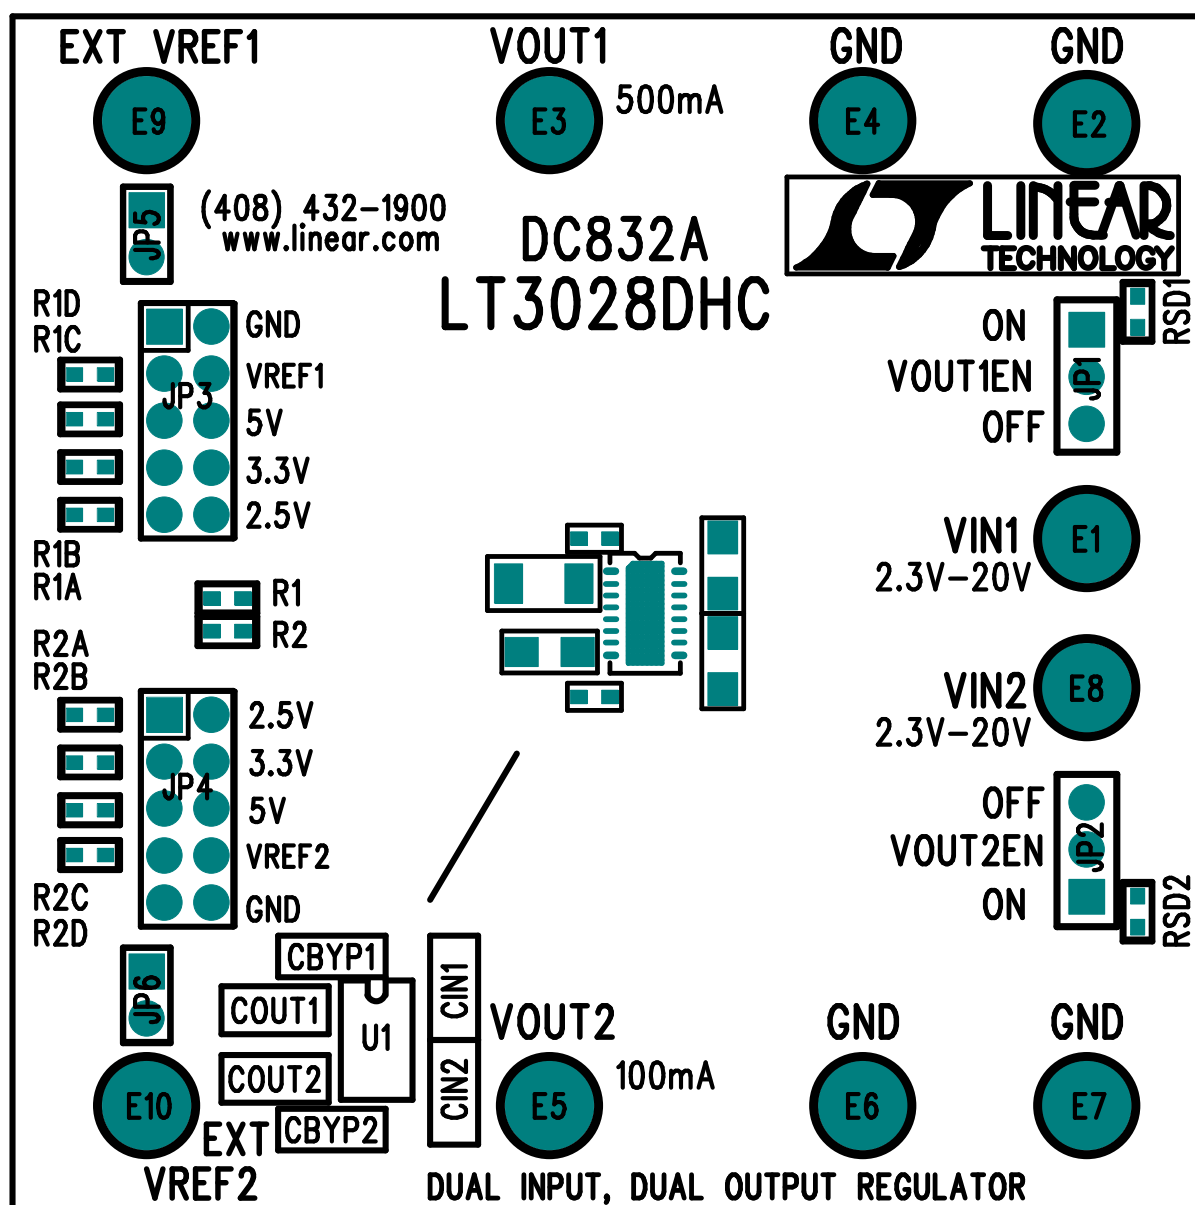 EXT VREF1
VOUT1
GND
GND
E9
E3
500mA
E4
E2
JP5
(408) 432-1900
www.linear.com
DC832A
LT3028DHC
LINEAR
TECHNOLOGY
R1D
R1C
GND
VREF1
JP3
5V
3.3V
2.5V
ON
VOUT1EN
OFF
JP1
RSD1
R1B
R1A
R1
R2
R2A
R2B
VIN1
2.3V-20V
E1
VIN2
2.3V-20V
E8
2.5V
3.3V
JP4
5V
VREF2
GND
R2C
R2D
OFF
VOUT2EN
ON
JP2
RSD2
JP6
CBYP1
COUT1
U1
COUT2
CBYP2
CIN1
CIN2
VOUT2
GND
GND
E10
E5
100mA
E6
E7
EXT
VREF2
DUAL INPUT, DUAL OUTPUT REGULATOR